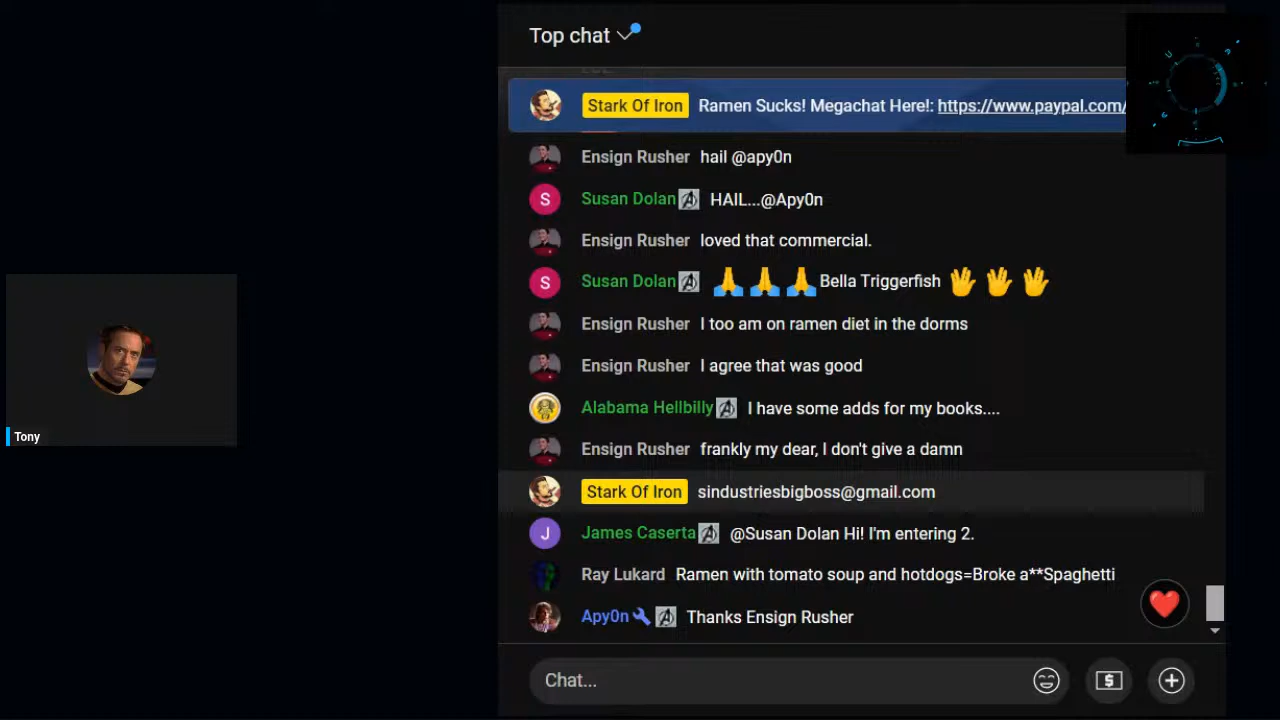 Top chat
Stark Of Iron Ramen Sucks! Megachat Here!: https://www.paypal.com/
Ensign Rusher hail @apy0n
Susan Dolan HAIL...@Apy0n
Ensign Rusher loved that commercial.
Susan Dolan 🙏🙏🙏Bella Triggerfish 🖖🖖🖖
Ensign Rusher I too am on ramen diet in the dorms
Ensign Rusher I agree that was good
Alabama Hellbilly I have some adds for my books....
Ensign Rusher frankly my dear, I don't give a damn
Stark Of Iron sindustriesbigboss@gmail.com
James Caserta @Susan Dolan Hi! I'm entering 2.
Ray Lukard Ramen with tomato soup and hotdogs=Broke a**Spaghetti
Apy0n Thanks Ensign Rusher
Chat...
Tony